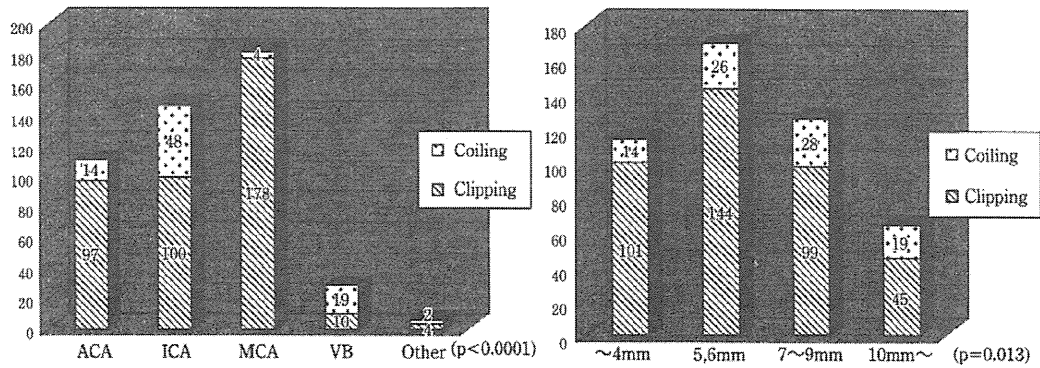 200
180
160
140
120
100
80
60
40
20
0
14
97
48
100
4
178
19
10
2
4
ACA
ICA
MCA
VB
Other
(p<0.0001)
Coiling
Clipping
180
160
140
120
100
80
60
40
20
0
14
101
26
144
28
99
19
45
～4mm
5,6mm
7～9mm
10mm～
(p=0.013)
Coiling
Clipping